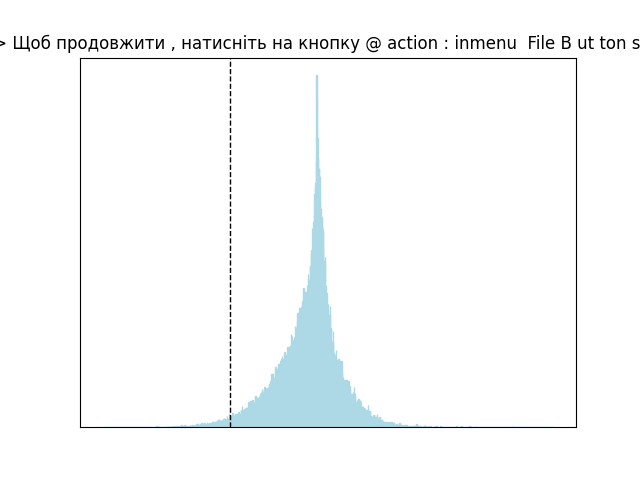 > Щоб продовжити , натисніть на кнопку @ action : inmenu  File B ut ton s